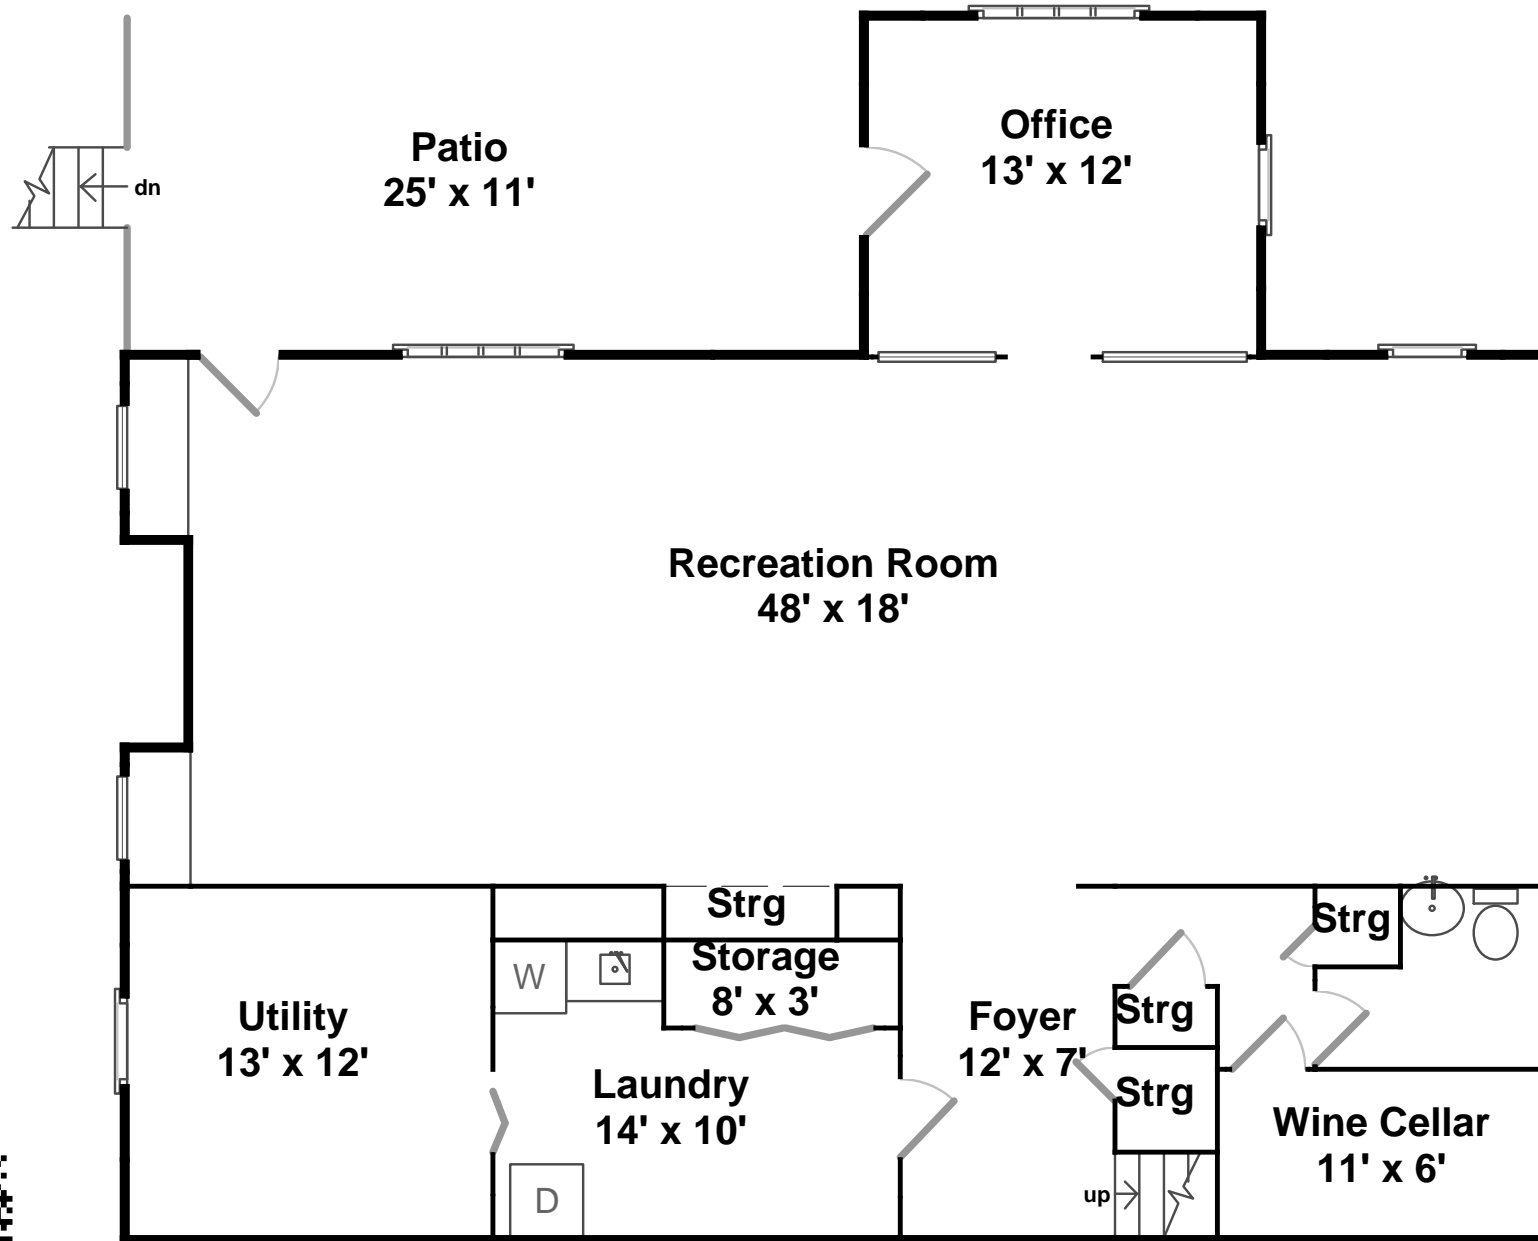 Patio
25' x 11'
Office
13' x 12'
dn
Recreation Room
48' x 18'
Strg
Strg
Storage
8' x 3'
W
Utility
13' x 12'
Foyer
12' x 7'
Strg
Strg
Laundry
14' x 10'
Wine Cellar
11' x 6'
up
D